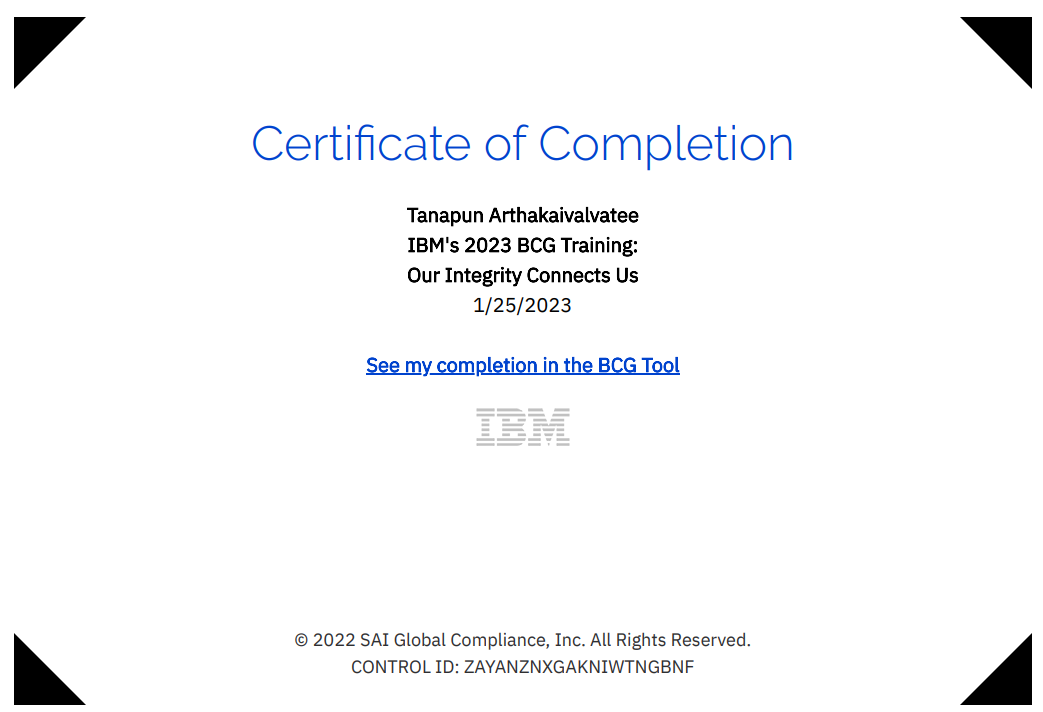 Certificate of Completion
Tanapun Arthakaivalvatee
IBM's 2023 BCG Training:
Our Integrity Connects Us
1/25/2023
See my completion in the BCG Tool
IBM
© 2022 SAI Global Compliance, Inc. All Rights Reserved.
CONTROL ID: ZAYANZNXGAKNIWTNGBNF